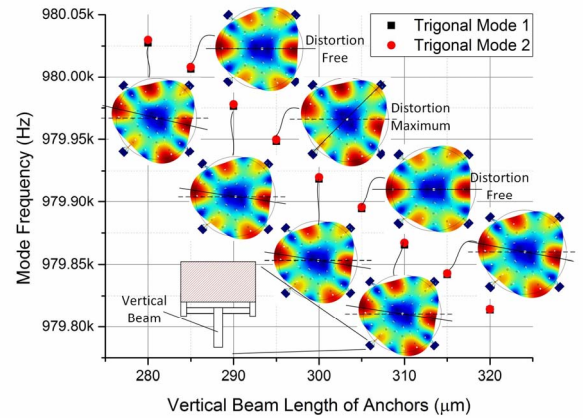 980.05k
980.00k
979.95k
979.90k
979.85k
979.80k
Mode Frequency (Hz)
Trigonal Mode 1
Trigonal Mode 2
Distortion
Free
Distortion
Maximum
Distortion
Free
Vertical
Beam
280
290
300
310
320
Vertical Beam Length of Anchors (μm)